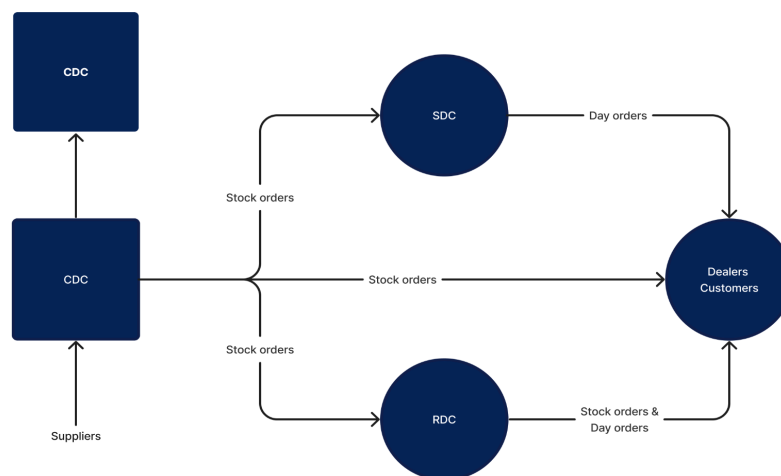 CDC
SDC
Day orders
Stock orders
CDC
Stock orders
Dealers
Customers
Stock orders
Suppliers
RDC
Stock orders &
Day orders